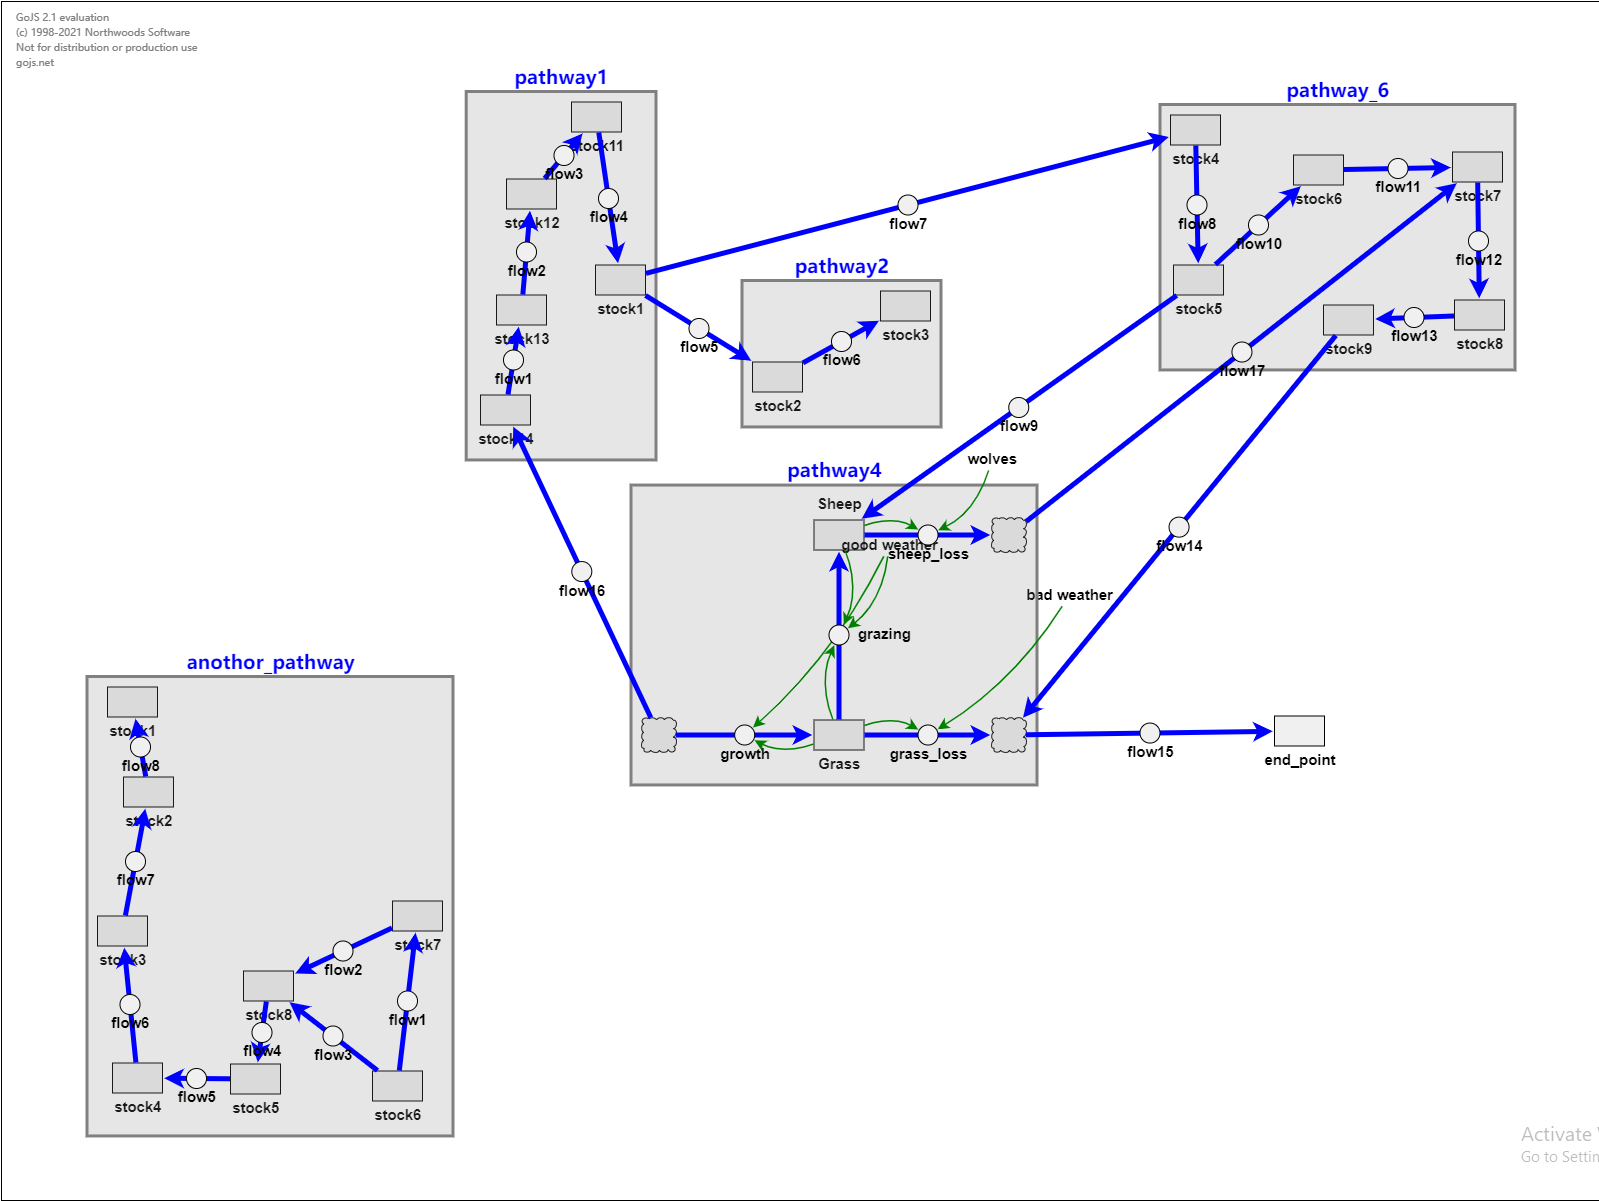 GoJS 2.1 evaluation
(c) 1998-2021 Northwoods Software
Not for distribution or production use
gojs.net
pathway1
stock11
flow3
stock12
flow4
flow2
stock1
stock13
flow1
stock14
flow7
pathway2
stock3
flow5
flow6
stock2
pathway_6
stock4
stock6
flow11
stock7
flow8
flow10
flow12
stock5
stock9
flow13
stock8
flow17
flow9
wolves
pathway4
Sheep
good weather
sheep_loss
flow14
flow16
bad weather
grazing
growth
Grass
grass_loss
flow15
end_point
anothor_pathway
stock1
flow8
stock2
flow7
stock3
stock7
flow2
stock8
flow6
flow1
flow4
flow3
flow5
stock4
stock5
stock6
Activate
Go to